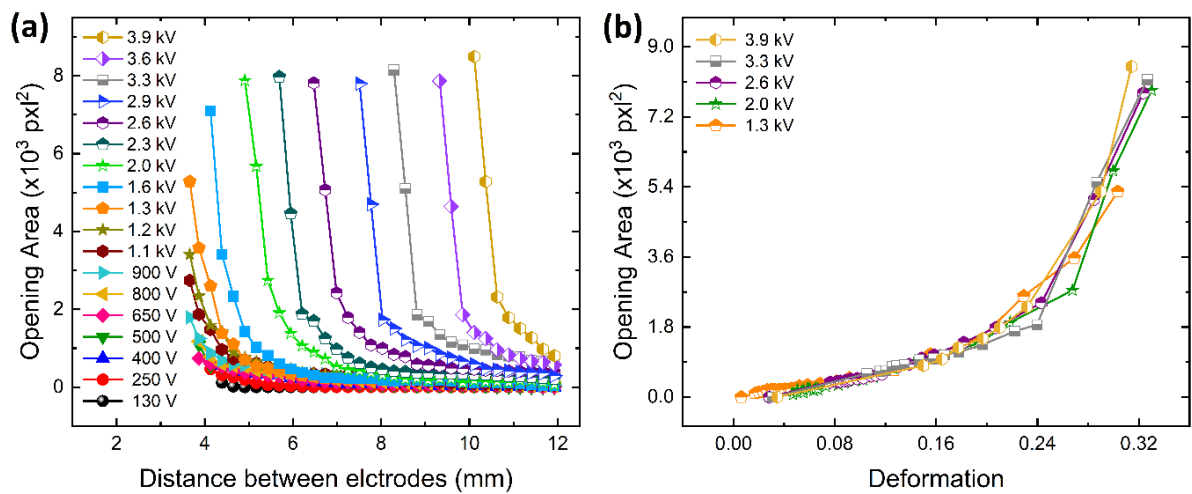 (a)
3.9 kV
3.6 kV
3.3 kV
2.9 kV
2.6 kV
2.3 kV
2.0 kV
1.6 kV
1.3 kV
1.2 kV
1.1 kV
900 V
800 V
650 V
500 V
400 V
250 V
130 V
Opening Area (x10³ pxl²)
8
6
4
2
0
2 4 6 8 10 12
Distance between elctrodes (mm)
(b)
3.9 kV
3.3 kV
2.6 kV
2.0 kV
1.3 kV
Opening Area (x10³ pxl²)
9.0
7.2
5.4
3.6
1.8
0.0
0.00 0.08 0.16 0.24 0.32
Deformation